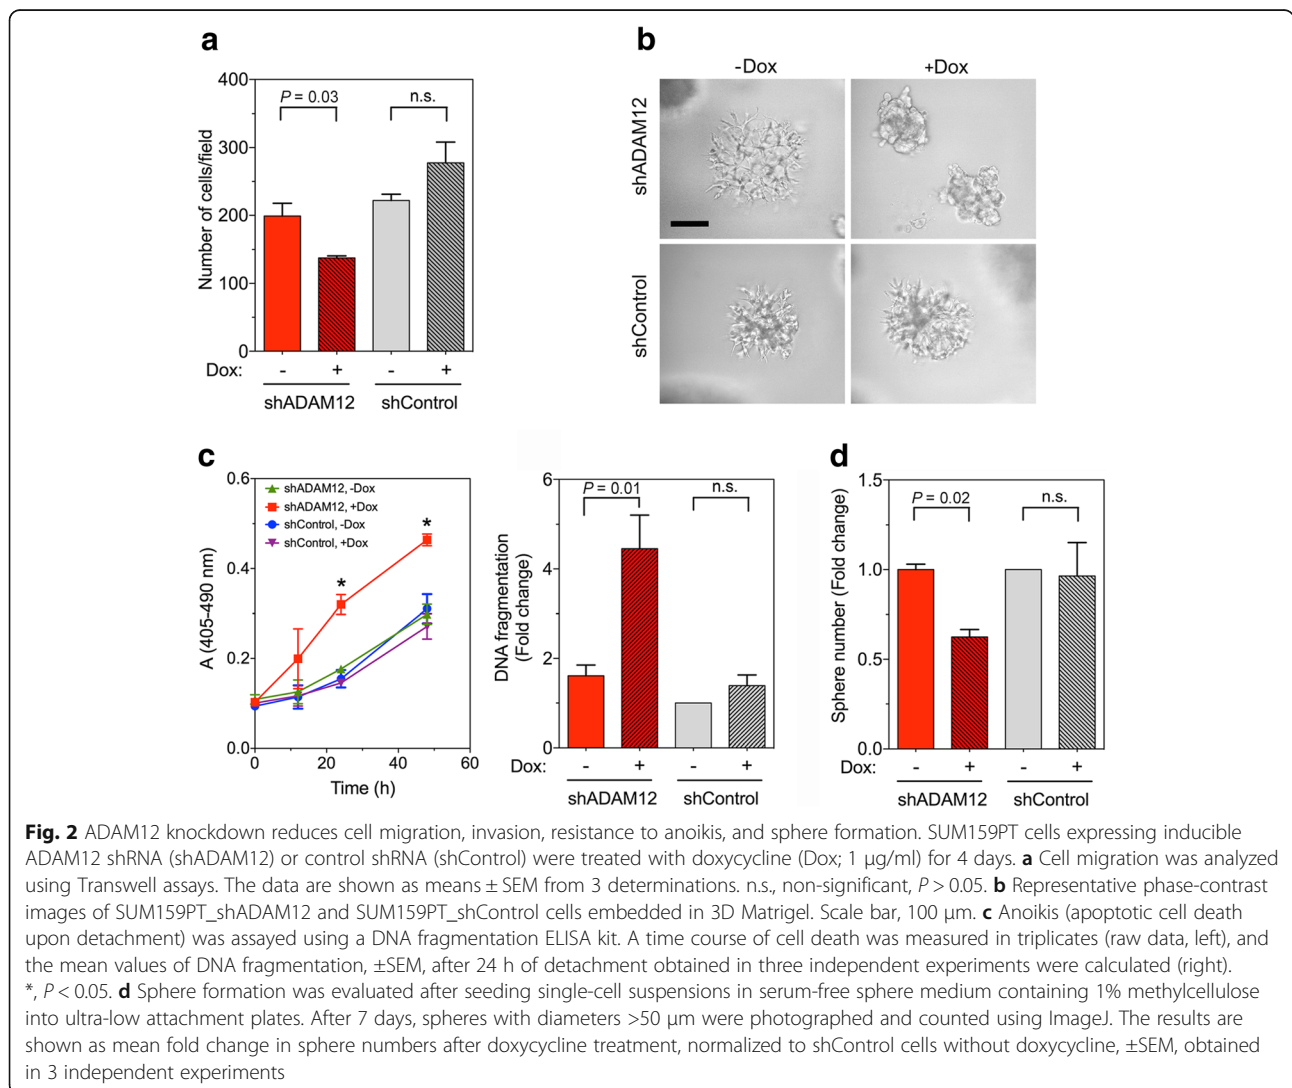 a
400
300
200
100
0
Number of cells/field
P = 0.03
n.s.
Dox:
-
+
-
+
shADAM12
shControl
b
-Dox
+Dox
shADAM12
shControl
c
0.6
0.4
0.2
0.0
A (405-490 nm)
shADAM12, -Dox
shADAM12, +Dox
shControl, -Dox
shControl, +Dox
*
*
0
20
40
60
Time (h)
6
4
2
0
DNA fragmentation
(Fold change)
P = 0.01
n.s.
Dox:
-
+
-
+
shADAM12
shControl
d
1.5
1.0
0.5
0.0
Sphere number (Fold change)
P = 0.02
n.s.
Dox:
-
+
-
+
shADAM12
shControl
Fig. 2 ADAM12 knockdown reduces cell migration, invasion, resistance to anoikis, and sphere formation. SUM159PT cells expressing inducible
ADAM12 shRNA (shADAM12) or control shRNA (shControl) were treated with doxycycline (Dox; 1 μg/ml) for 4 days. a Cell migration was analyzed
using Transwell assays. The data are shown as means ± SEM from 3 determinations. n.s., non-significant, P > 0.05. b Representative phase-contrast
images of SUM159PT_shADAM12 and SUM159PT_shControl cells embedded in 3D Matrigel. Scale bar, 100 μm. c Anoikis (apoptotic cell death
upon detachment) was assayed using a DNA fragmentation ELISA kit. A time course of cell death was measured in triplicates (raw data, left), and
the mean values of DNA fragmentation, ±SEM, after 24 h of detachment obtained in three independent experiments were calculated (right).
*, P < 0.05. d Sphere formation was evaluated after seeding single-cell suspensions in serum-free sphere medium containing 1% methylcellulose
into ultra-low attachment plates. After 7 days, spheres with diameters >50 μm were photographed and counted using ImageJ. The results are
shown as mean fold change in sphere numbers after doxycycline treatment, normalized to shControl cells without doxycycline, ±SEM, obtained
in 3 independent experiments